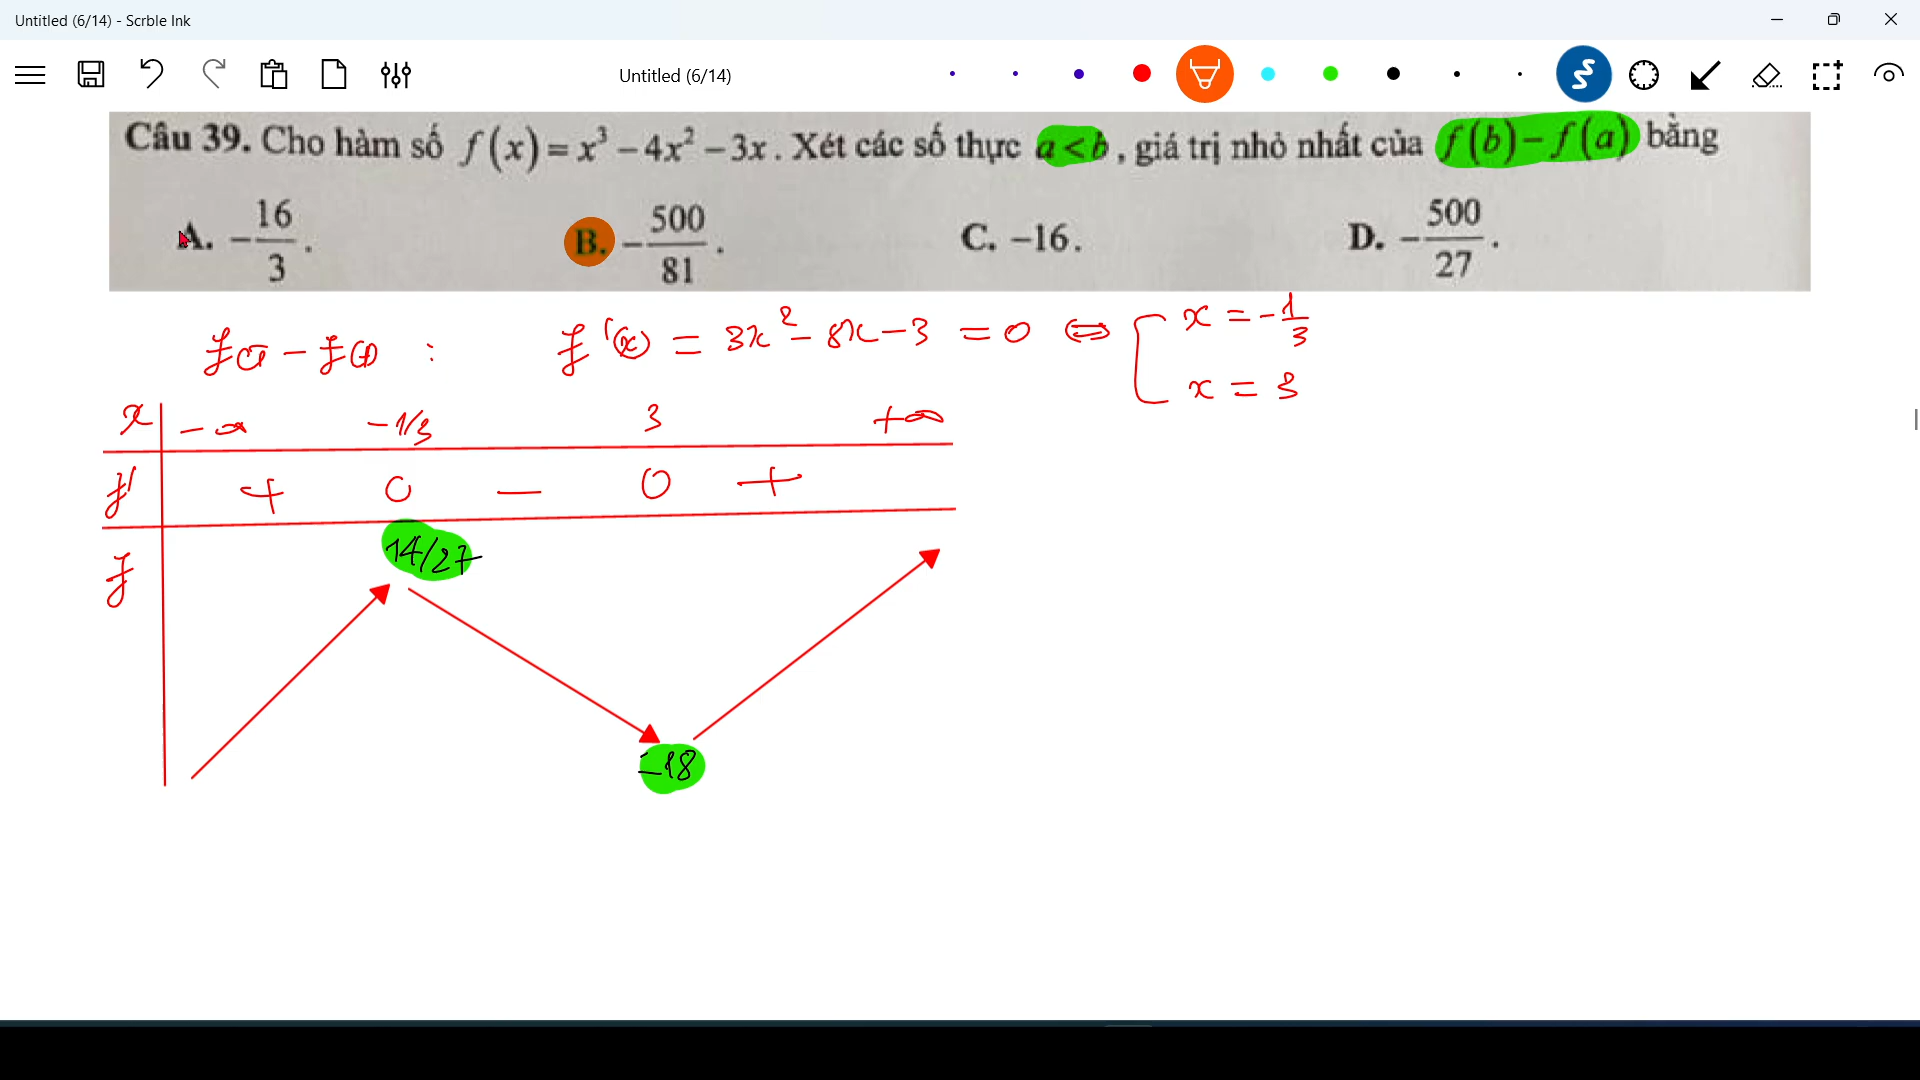 Untitled (6/14) - Scrble Ink
Untitled (6/14)
Câu 39. Cho hàm số f(x) = x³ − 4x² − 3x. Xét các số thực a < b, giá trị nhỏ nhất của f(b) − f(a) bằng
A. −16/3. B. −500/81. C. −16. D. −500/27.
f'(x) = 3x² − 8x − 3 = 0 ⇔ [ x = −1/3
x = 3
x −∞ −1/3 3 +∞
f' + 0 − 0 +
14/27
f
−18